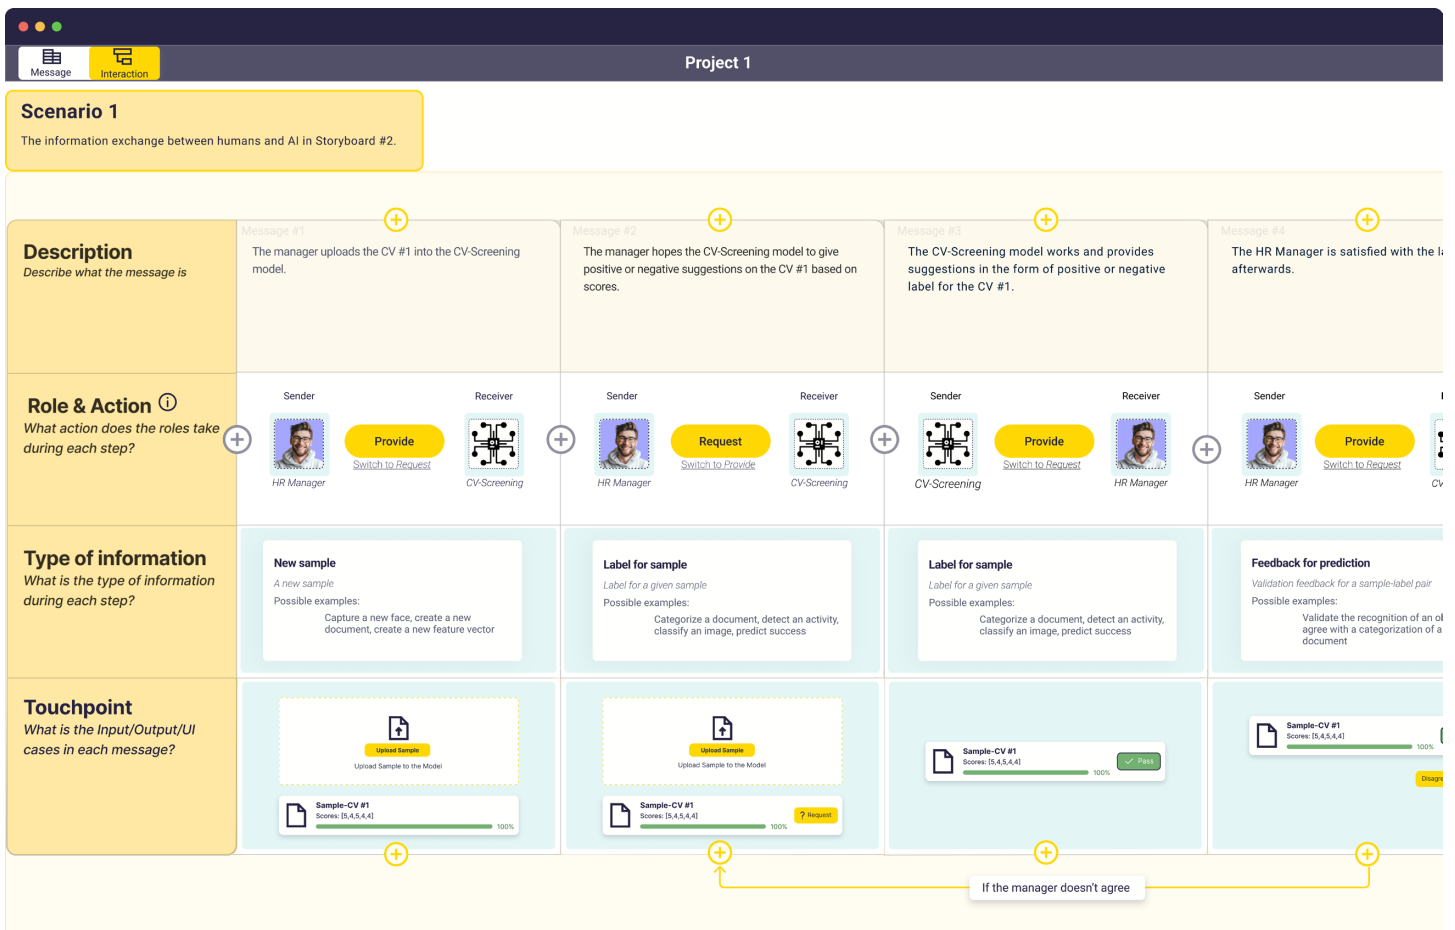 Message
Interaction
Project 1
Scenario 1
The information exchange between humans and AI in Storyboard #2.
Description
Describe what the message is
Message #1
The manager uploads the CV #1 into the CV-Screening
model.
Message #2
The manager hopes the CV-Screening model to give
positive or negative suggestions on the CV #1 based on
scores.
Message #3
The CV-Screening model works and provides
suggestions in the form of positive or negative
label for the CV #1.
Message #4
The HR Manager is satisfied with the
afterwards.
Role & Action
What action does the roles take
during each step?
Sender
Receiver
Provide
Switch to Request
HR Manager
CV-Screening
Sender
Receiver
Request
Switch to Provide
HR Manager
CV-Screening
Sender
Receiver
Provide
Switch to Request
CV-Screening
HR Manager
Sender
Provide
Switch to Request
HR Manager
Type of information
What is the type of information
during each step?
New sample
A new sample
Possible examples:
Capture a new face, create a new
document, create a new feature vector
Label for sample
Label for a given sample
Possible examples:
Categorize a document, detect an activity,
classify an image, predict success
Label for sample
Label for a given sample
Possible examples:
Categorize a document, detect an activity,
classify an image, predict success
Feedback for prediction
Validation feedback for a sample-label pair
Possible examples:
Validate the recognition of an
agree with a categorization of a
document
Touchpoint
What is the Input/Output/UI
cases in each message?
Upload Sample
Upload Sample to the Model
Sample-CV #1
Scores: [5,4,5,4,4]
100%
Upload Sample
Upload Sample to the Model
Sample-CV #1
Scores: [5,4,5,4,4]
100%
? Request
Sample-CV #1
Scores: [5,4,5,4,4]
100%
Pass
Sample-CV #1
Scores: [5,4,5,4,4]
100%
If the manager doesn't agree